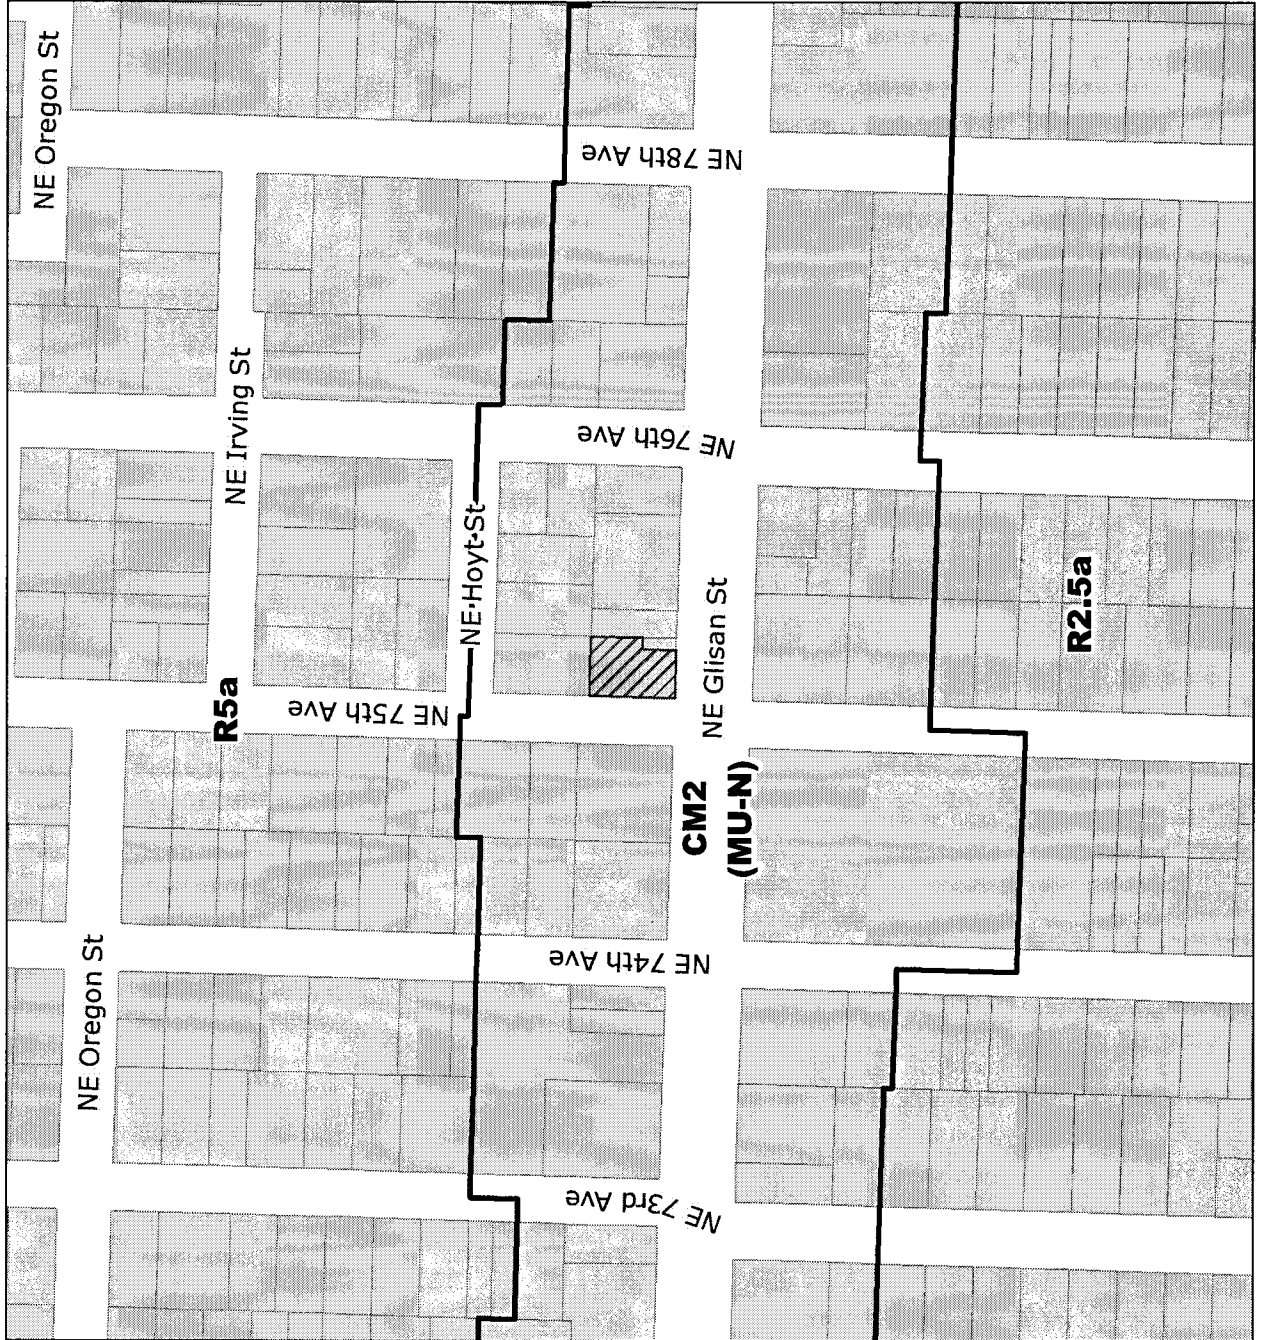 NE Oregon St
NE 78th Ave
NE Irving St
NE 76th Ave
NE Hoyt St
R2.5a
NE Glisan St
R5a
NE 75th Ave
CM2
(MU-N)
NE 74th Ave
NE Oregon St
NE 73rd Ave